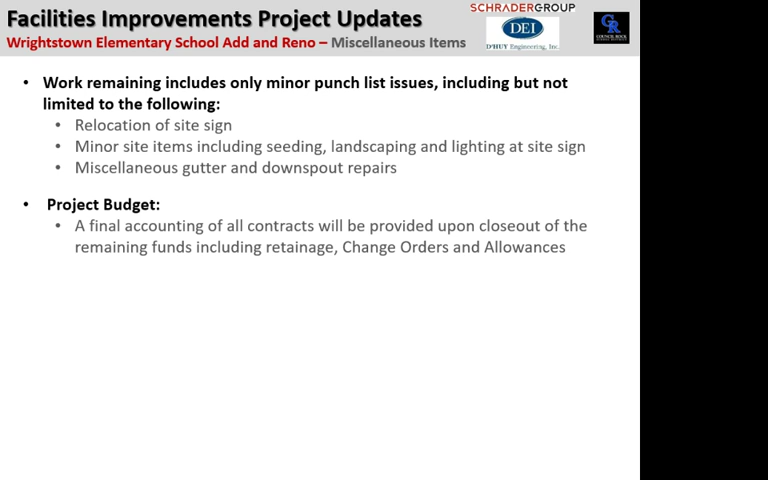 Facilities Improvements Project Updates
Wrightstown Elementary School Add and Reno – Miscellaneous Items
SCHRADERGROUP
DEI
D'HUY Engineering, Inc.
CR
COUNCIL ROCK
• Work remaining includes only minor punch list issues, including but not
limited to the following:
• Relocation of site sign
• Minor site items including seeding, landscaping and lighting at site sign
• Miscellaneous gutter and downspout repairs
• Project Budget:
• A final accounting of all contracts will be provided upon closeout of the
remaining funds including retainage, Change Orders and Allowances